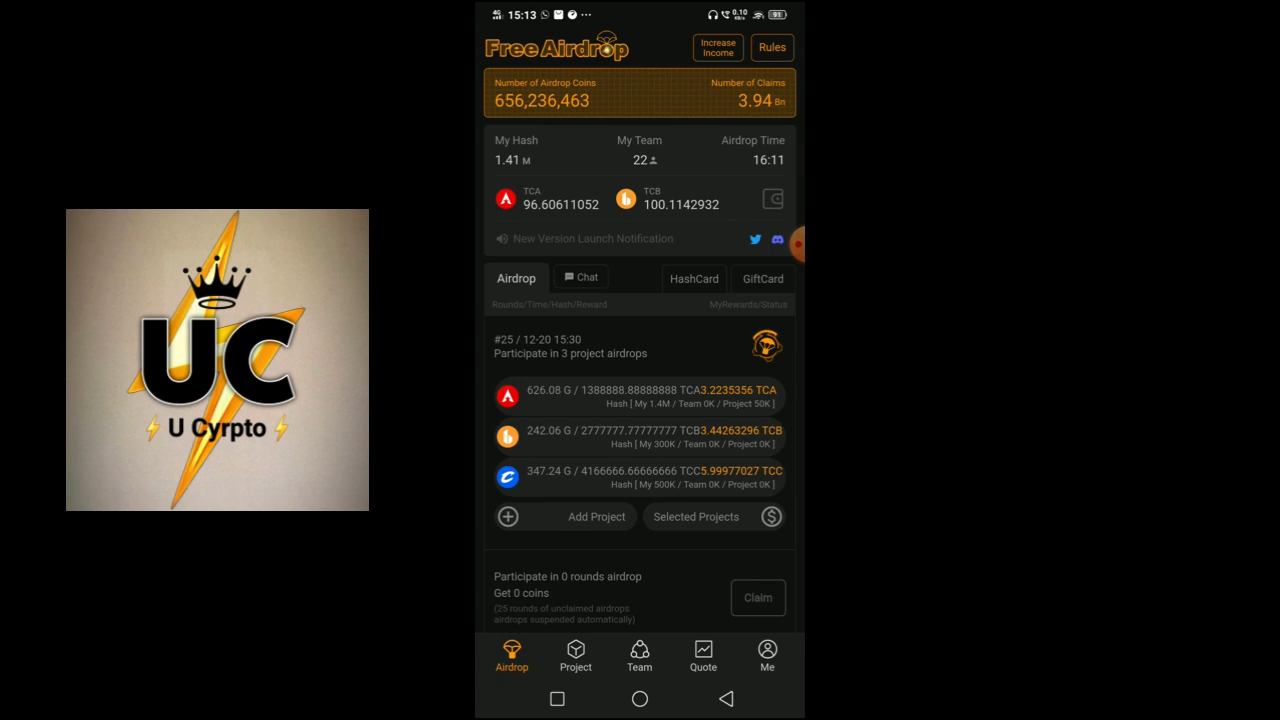 4G 15:13 ... 0.10 KB/s 91
Free Airdrop
Increase Income
Rules
Number of Airdrop Coins
Number of Claims
656,236,463
3.94 Bn
My Hash
My Team
Airdrop Time
1.41 M
22
16:11
TCA
96.60611052
TCB
100.1142932
New Version Launch Notification
Airdrop
Chat
HashCard
GiftCard
Rounds/Time/Hash/Reward
MyRewards/Status
#25 / 12-20 15:30
Participate in 3 project airdrops
626.08 G / 1388888.88888888 TCA3.2235356 TCA
Hash [ My 1.4M / Team 0K / Project 50K ]
242.06 G / 2777777.77777777 TCB3.44263296 TCB
Hash [ My 300K / Team 0K / Project 0K ]
347.24 G / 4166666.66666666 TCC5.99977027 TCC
Hash [ My 500K / Team 0K / Project 0K ]
Add Project
Selected Projects
Participate in 0 rounds airdrop
Get 0 coins
(25 rounds of unclaimed airdrops
airdrops suspended automatically)
Claim
Airdrop
Project
Team
Quote
Me
UC
U Cyrpto